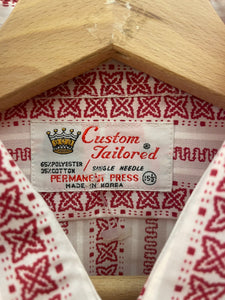 Custom
Tailored®
65% POLYESTER
35% COTTON
SINGLE NEEDLE
PERMANENT PRESS
15½
MADE IN KOREA